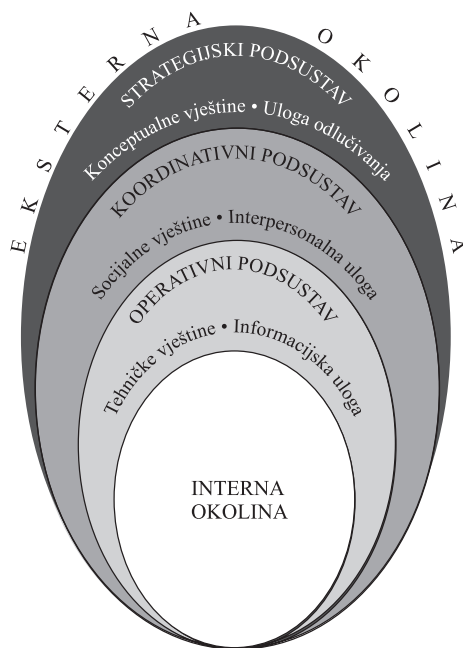 EKSTERNA OKOLINA
STRATEGIJSKI PODSUSTAV
Konceptualne vještine • Uloga odlučivanja
KOORDINATIVNI PODSUSTAV
Socijalne vještine • Interpersonalna uloga
OPERATIVNI PODSUSTAV
Tehničke vještine • Informacijska uloga
INTERNA
OKOLINA